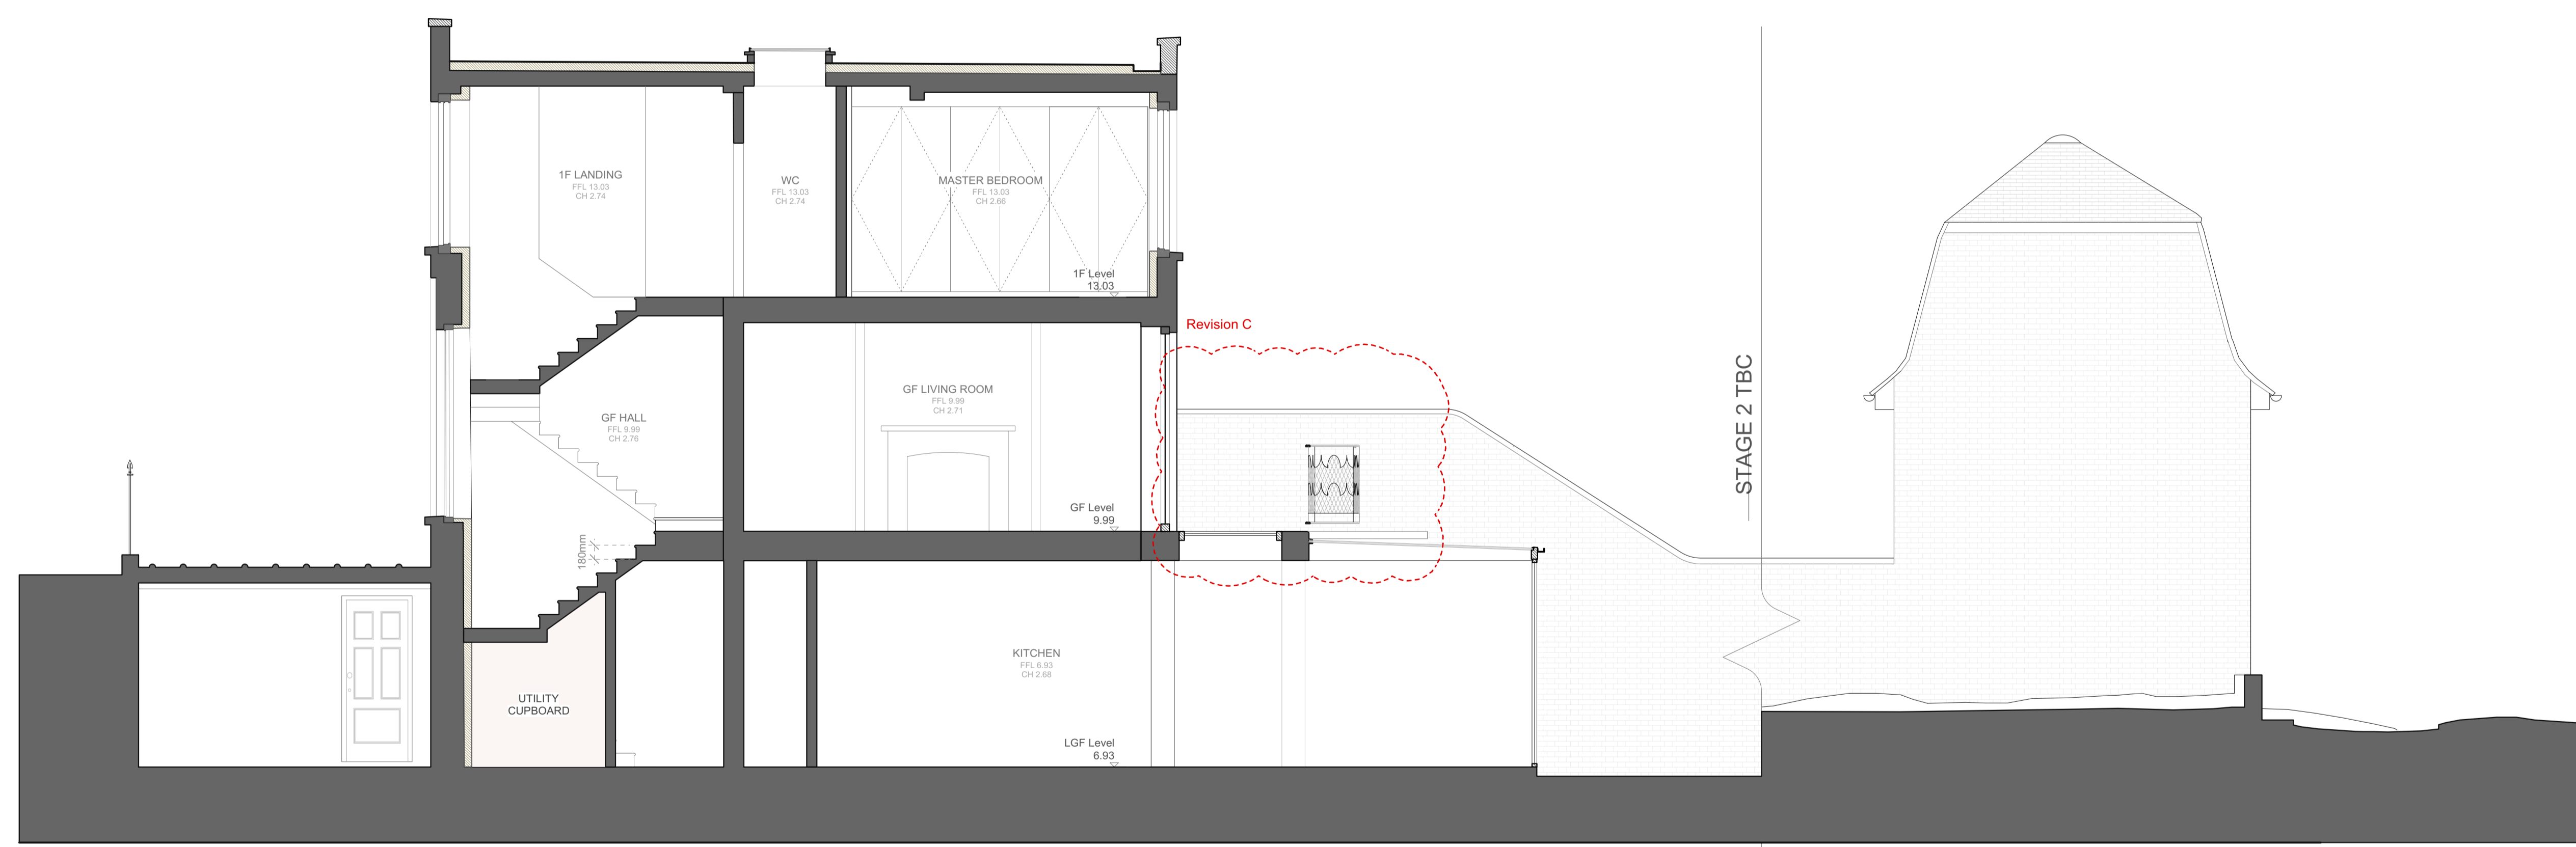 1F LANDING
FFL 13.03
CH 2.74
WC
FFL 13.03
CH 2.74
MASTER BEDROOM
FFL 13.03
CH 2.66
1F Level
13.03
Revision C
GF HALL
FFL 9.99
CH 2.76
GF LIVING ROOM
FFL 9.99
CH 2.71
GF Level
9.99
STAGE 2 TBC
180mm
KITCHEN
FFL 6.93
CH 2.68
UTILITY
CUPBOARD
LGF Level
6.93